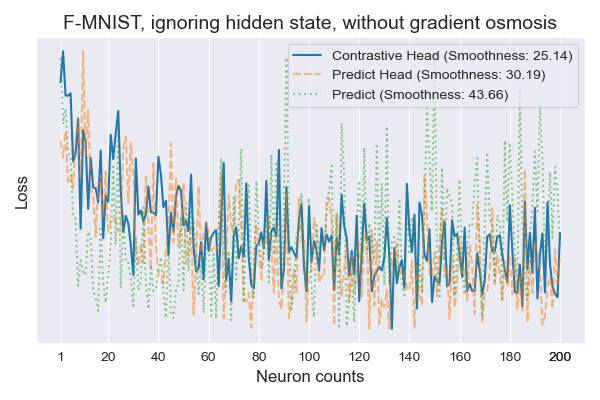 F-MNIST, ignoring hidden state, without gradient osmosis
Contrastive Head (Smoothness: 25.14)
Predict Head (Smoothness: 30.19)
Predict (Smoothness: 43.66)
Loss
1 20 40 60 80 100 120 140 160 180 200 200
Neuron counts